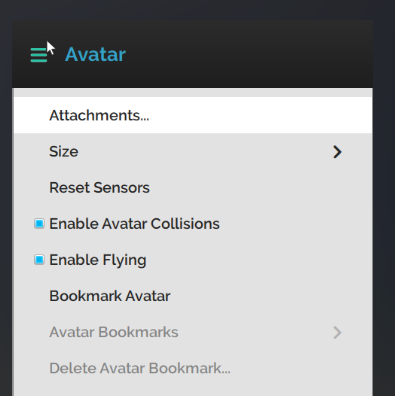 Avatar
Attachments...
Size
Reset Sensors
Enable Avatar Collisions
Enable Flying
Bookmark Avatar
Avatar Bookmarks
Delete Avatar Bookmark...